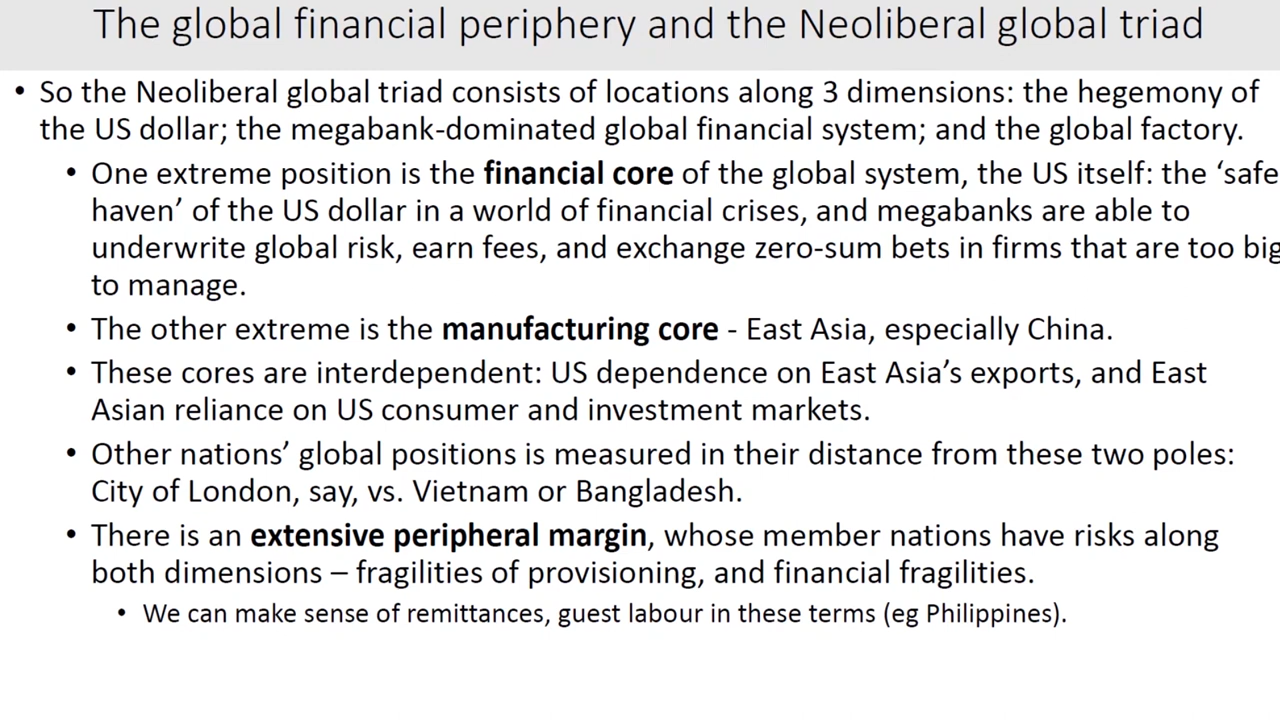 The global financial periphery and the Neoliberal global triad
• So the Neoliberal global triad consists of locations along 3 dimensions: the hegemony of
the US dollar; the megabank-dominated global financial system; and the global factory.
• One extreme position is the financial core of the global system, the US itself: the ‘safe
haven’ of the US dollar in a world of financial crises, and megabanks are able to
underwrite global risk, earn fees, and exchange zero-sum bets in firms that are too big
to manage.
• The other extreme is the manufacturing core - East Asia, especially China.
• These cores are interdependent: US dependence on East Asia’s exports, and East
Asian reliance on US consumer and investment markets.
• Other nations’ global positions is measured in their distance from these two poles:
City of London, say, vs. Vietnam or Bangladesh.
• There is an extensive peripheral margin, whose member nations have risks along
both dimensions – fragilities of provisioning, and financial fragilities.
• We can make sense of remittances, guest labour in these terms (eg Philippines).